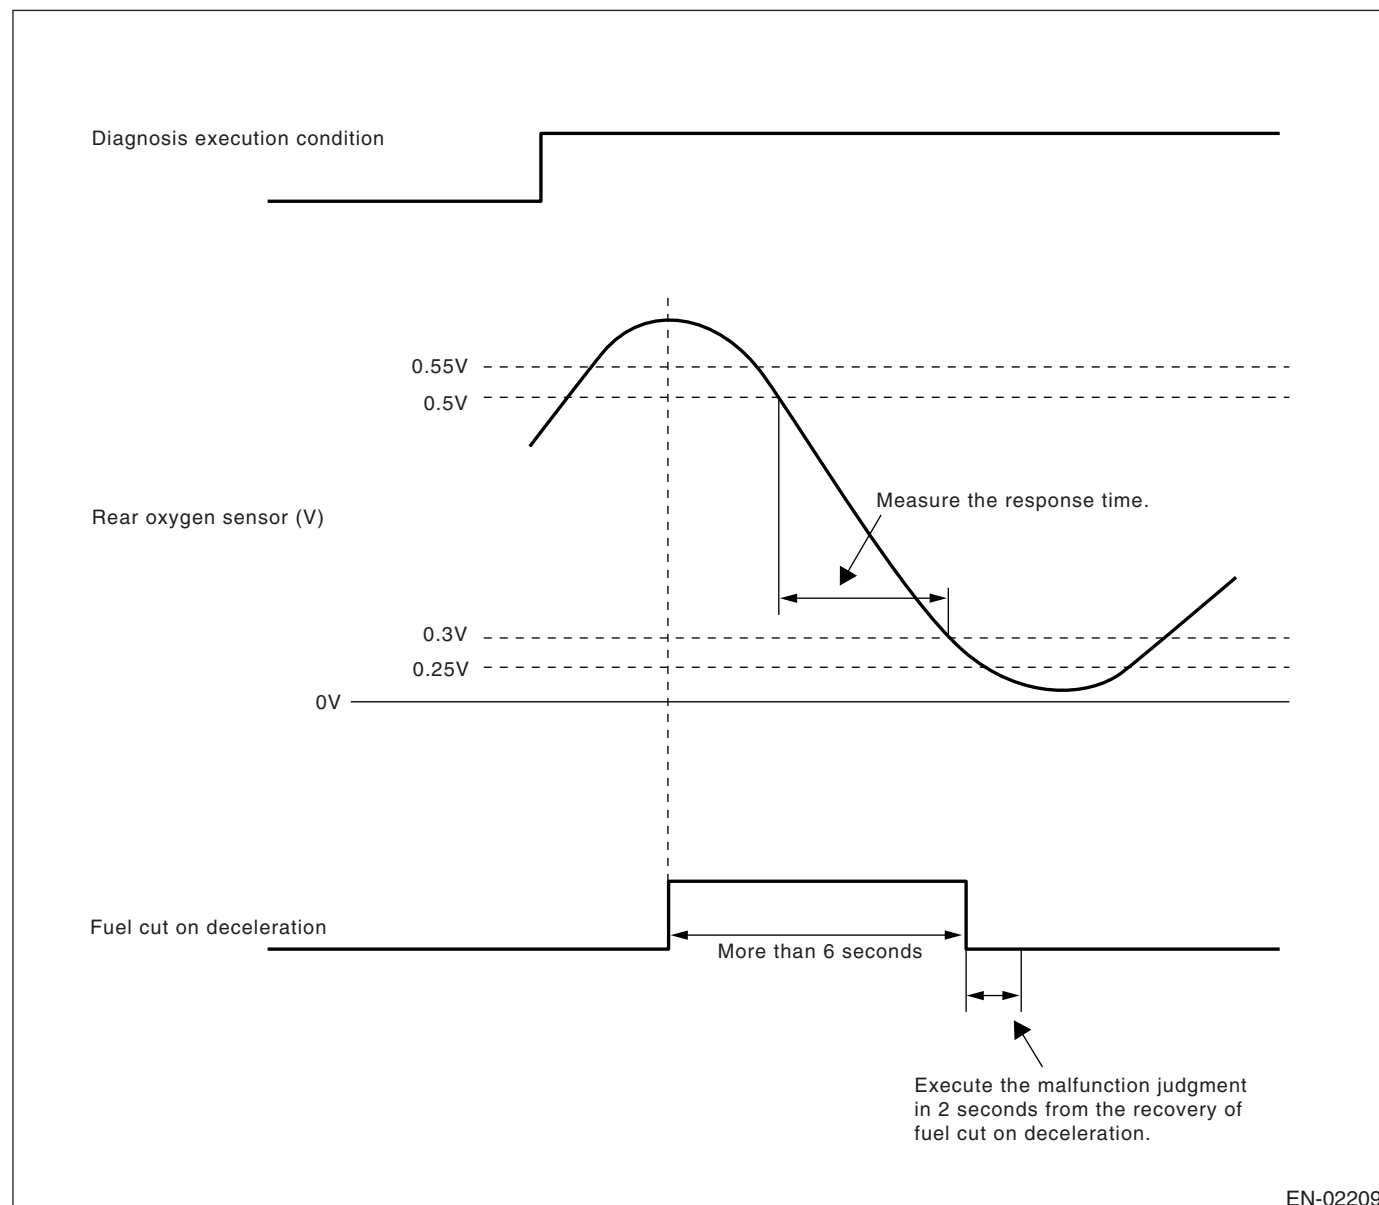 Diagnosis execution condition
0.55V
0.5V
Measure the response time.
Rear oxygen sensor (V)
0.3V
0.25V
0V
Fuel cut on deceleration
More than 6 seconds
Execute the malfunction judgment
in 2 seconds from the recovery of
fuel cut on deceleration.
EN-02209